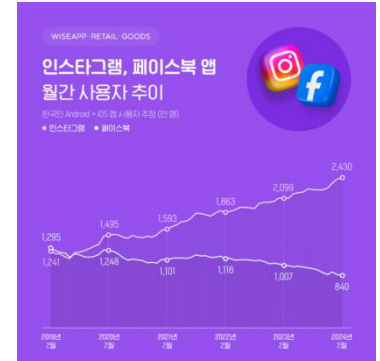 WISEAPP·RETAIL·GOODS
인스타그램, 페이스북 앱
월간 사용자 추이
한국인 Android + iOS 앱 사용자 추정 (만 명)
● 인스타그램 ● 페이스북
2,430
2,099
1,863
1,593
1,495
1,295
1,241
1,248
1,101
1,116
1,007
840
2019년 2020년 2021년 2022년 2023년 2024년
2월 2월 2월 2월 2월 2월